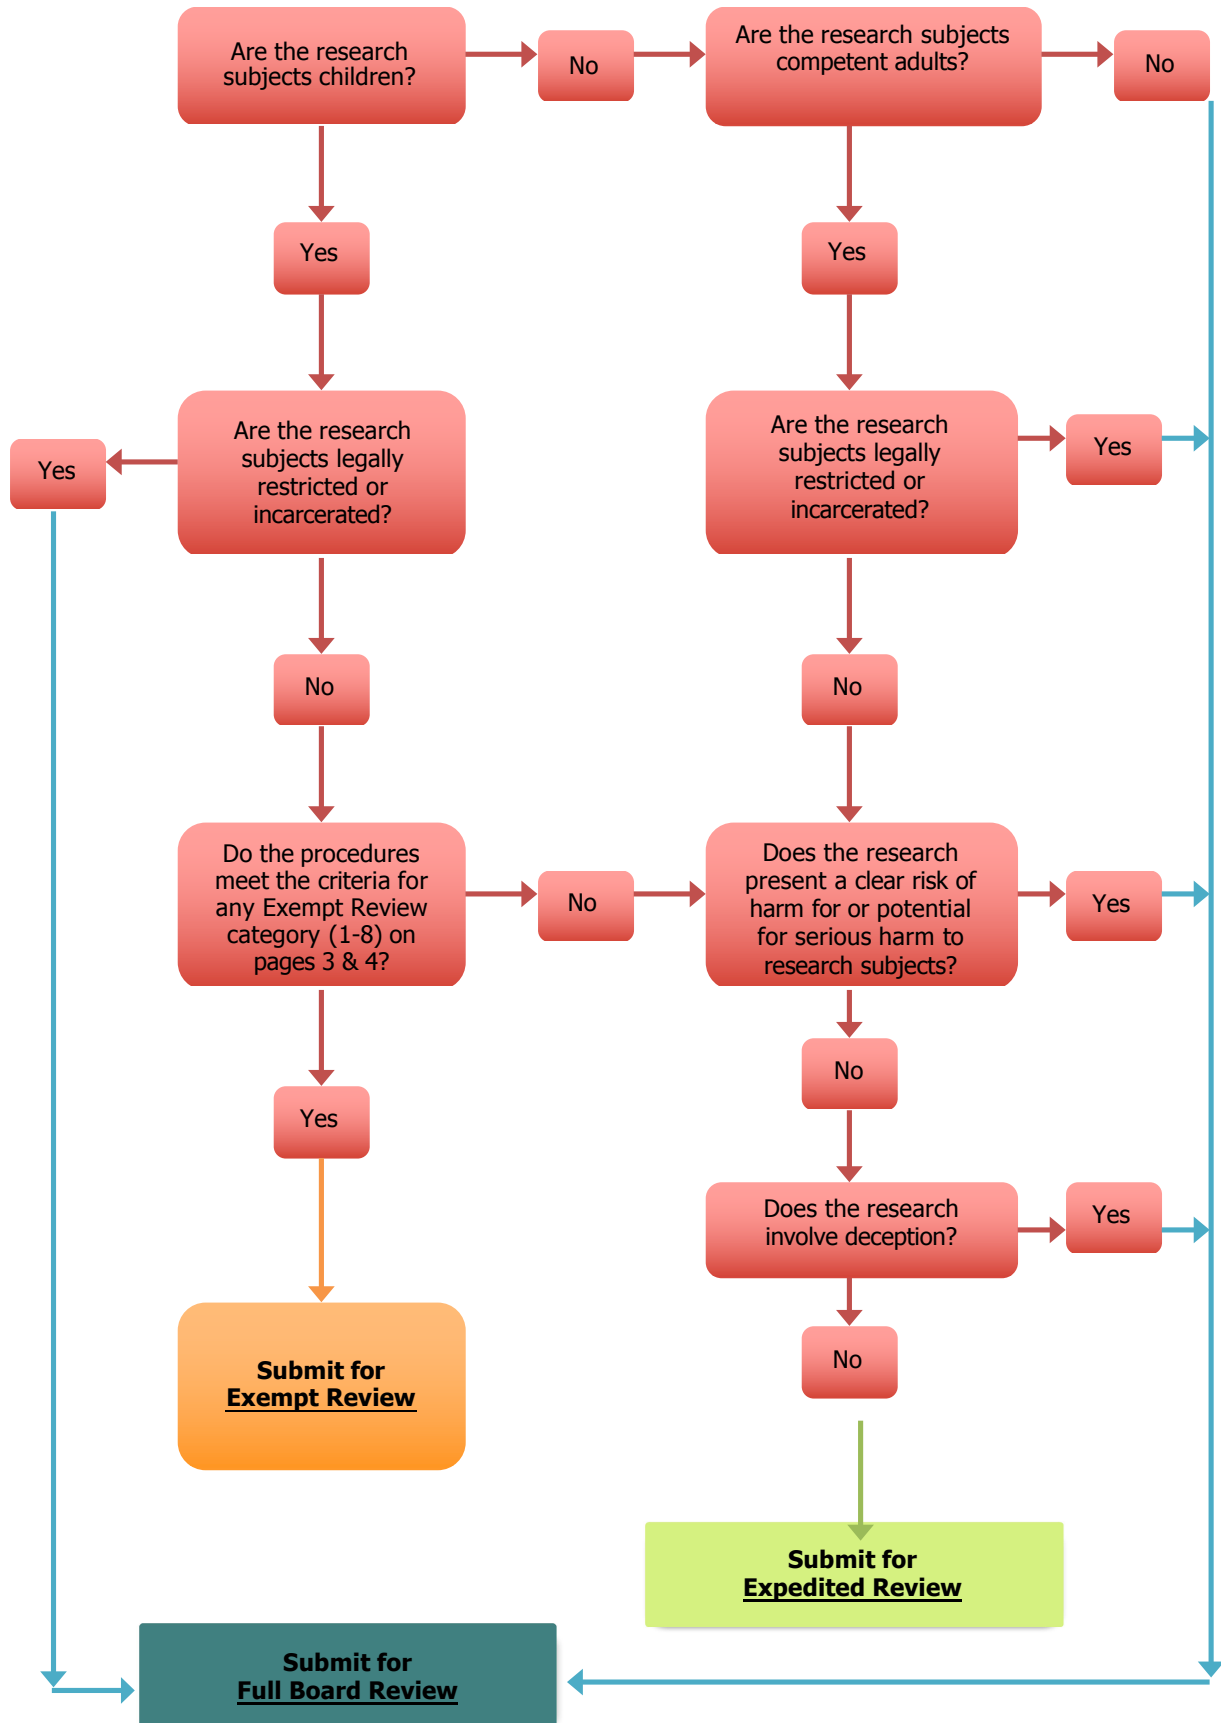 Are the research
subjects children?
No
Are the research subjects
competent adults?
No
Yes
Yes
Yes
Are the research
subjects legally
restricted or
incarcerated?
Are the research
subjects legally
restricted or
incarcerated?
Yes
No
No
Do the procedures
meet the criteria for
any Exempt Review
category (1-8) on
pages 3 & 4?
No
Does the research
present a clear risk of
harm for or potential
for serious harm to
research subjects?
Yes
No
Yes
Does the research
involve deception?
Yes
No
Submit for
Exempt Review
Submit for
Expedited Review
Submit for
Full Board Review